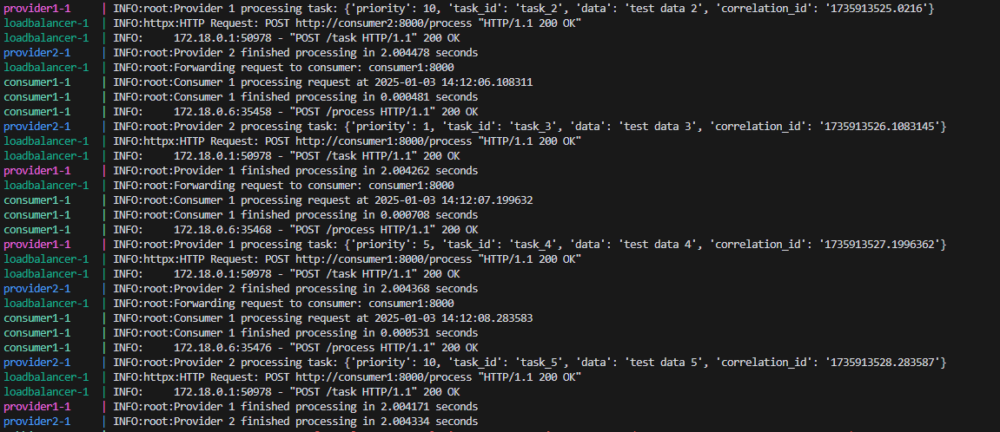 provider1-1 | INFO:root:Provider 1 processing task: {'priority': 10, 'task_id': 'task_2', 'data': 'test data 2', 'correlation_id': '1735913525.0216'}
loadbalancer-1 | INFO:httpx:HTTP Request: POST http://consumer2:8000/process "HTTP/1.1 200 OK"
loadbalancer-1 | INFO: 172.18.0.1:50978 - "POST /task HTTP/1.1" 200 OK
provider2-1 | INFO:root:Provider 2 finished processing in 2.004478 seconds
loadbalancer-1 | INFO:root:Forwarding request to consumer: consumer1:8000
consumer1-1 | INFO:root:Consumer 1 processing request at 2025-01-03 14:12:06.108311
consumer1-1 | INFO:root:Consumer 1 finished processing in 0.000481 seconds
consumer1-1 | INFO: 172.18.0.6:35458 - "POST /process HTTP/1.1" 200 OK
provider2-1 | INFO:root:Provider 2 processing task: {'priority': 1, 'task_id': 'task_3', 'data': 'test data 3', 'correlation_id': '1735913526.1083145'}
loadbalancer-1 | INFO:httpx:HTTP Request: POST http://consumer1:8000/process "HTTP/1.1 200 OK"
loadbalancer-1 | INFO: 172.18.0.1:50978 - "POST /task HTTP/1.1" 200 OK
provider1-1 | INFO:root:Provider 1 finished processing in 2.004262 seconds
loadbalancer-1 | INFO:root:Forwarding request to consumer: consumer1:8000
consumer1-1 | INFO:root:Consumer 1 processing request at 2025-01-03 14:12:07.199632
consumer1-1 | INFO:root:Consumer 1 finished processing in 0.000708 seconds
consumer1-1 | INFO: 172.18.0.6:35468 - "POST /process HTTP/1.1" 200 OK
provider1-1 | INFO:root:Provider 1 processing task: {'priority': 5, 'task_id': 'task_4', 'data': 'test data 4', 'correlation_id': '1735913527.1996362'}
loadbalancer-1 | INFO:httpx:HTTP Request: POST http://consumer1:8000/process "HTTP/1.1 200 OK"
loadbalancer-1 | INFO: 172.18.0.1:50978 - "POST /task HTTP/1.1" 200 OK
provider2-1 | INFO:root:Provider 2 finished processing in 2.004368 seconds
loadbalancer-1 | INFO:root:Forwarding request to consumer: consumer1:8000
consumer1-1 | INFO:root:Consumer 1 processing request at 2025-01-03 14:12:08.283583
consumer1-1 | INFO:root:Consumer 1 finished processing in 0.000531 seconds
consumer1-1 | INFO: 172.18.0.6:35476 - "POST /process HTTP/1.1" 200 OK
provider2-1 | INFO:root:Provider 2 processing task: {'priority': 10, 'task_id': 'task_5', 'data': 'test data 5', 'correlation_id': '1735913528.283587'}
loadbalancer-1 | INFO:httpx:HTTP Request: POST http://consumer1:8000/process "HTTP/1.1 200 OK"
loadbalancer-1 | INFO: 172.18.0.1:50978 - "POST /task HTTP/1.1" 200 OK
provider1-1 | INFO:root:Provider 1 finished processing in 2.004171 seconds
provider2-1 | INFO:root:Provider 2 finished processing in 2.004334 seconds